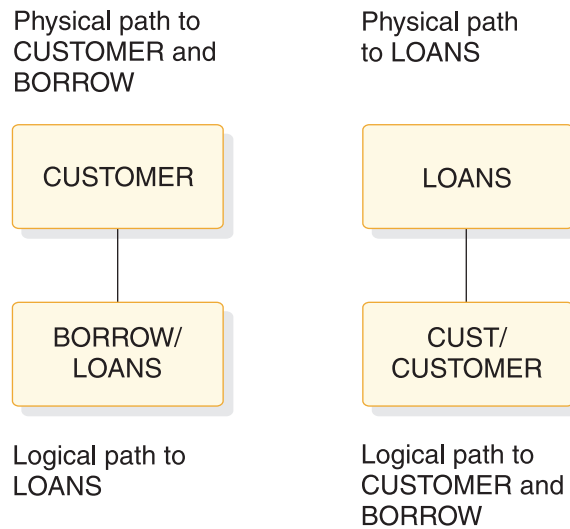 Physical path to
CUSTOMER and
BORROW
CUSTOMER
BORROW/
LOANS
Logical path to
LOANS
Physical path
to LOANS
LOANS
CUST/
CUSTOMER
Logical path to
CUSTOMER and
BORROW